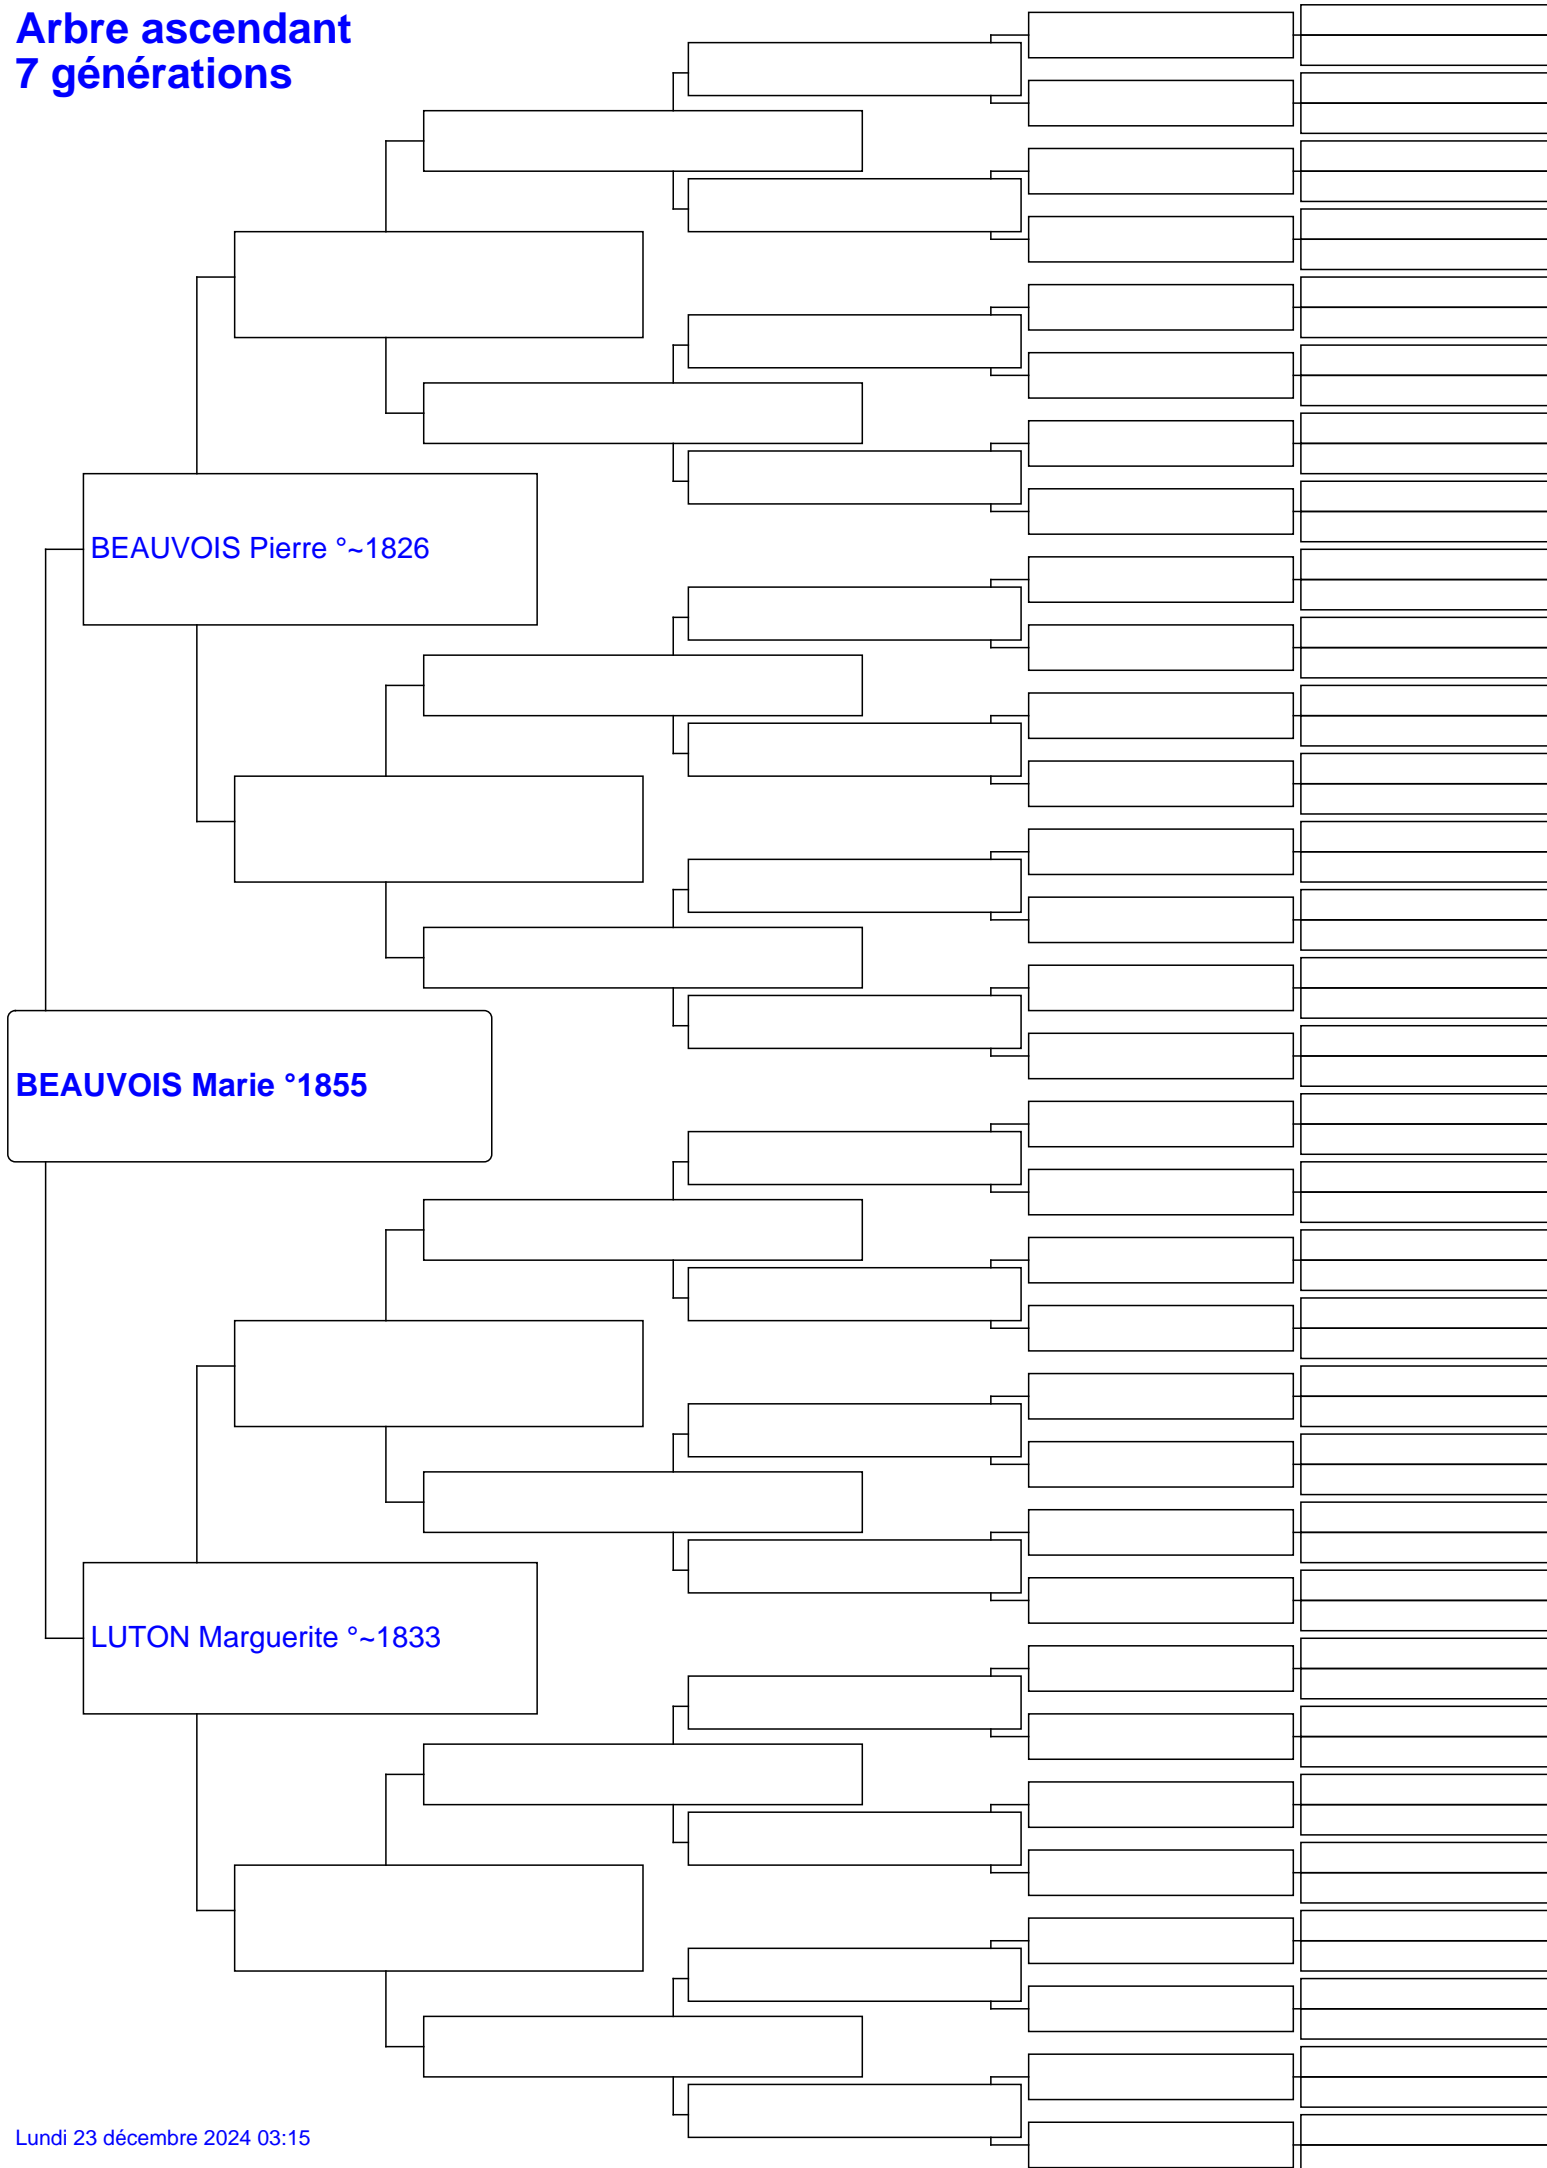 Arbre ascendant
7 générations
BEAUVOIS Pierre °~1826
BEAUVOIS Marie °1855
LUTON Marguerite °~1833
Lundi 23 décembre 2024 03:15